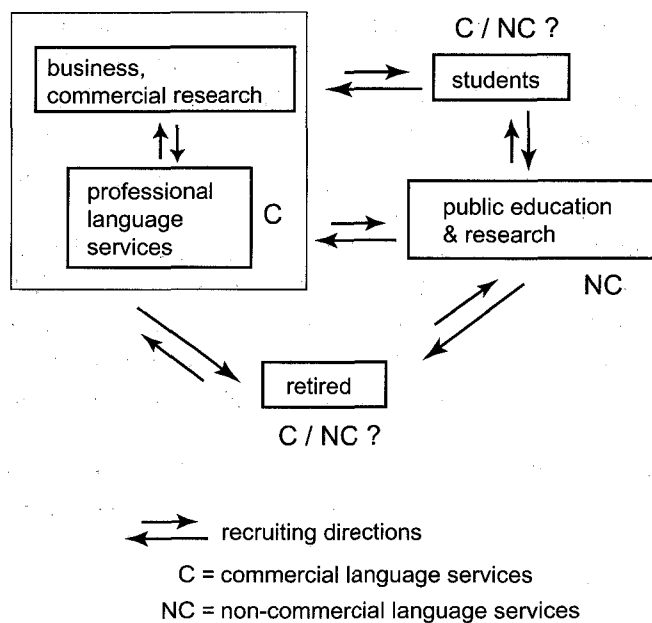 C / NC ?
business,
commercial research
students
professional
language
services
C
public education
& research
NC
retired
C / NC ?
recruiting directions
C = commercial language services
NC = non-commercial language services